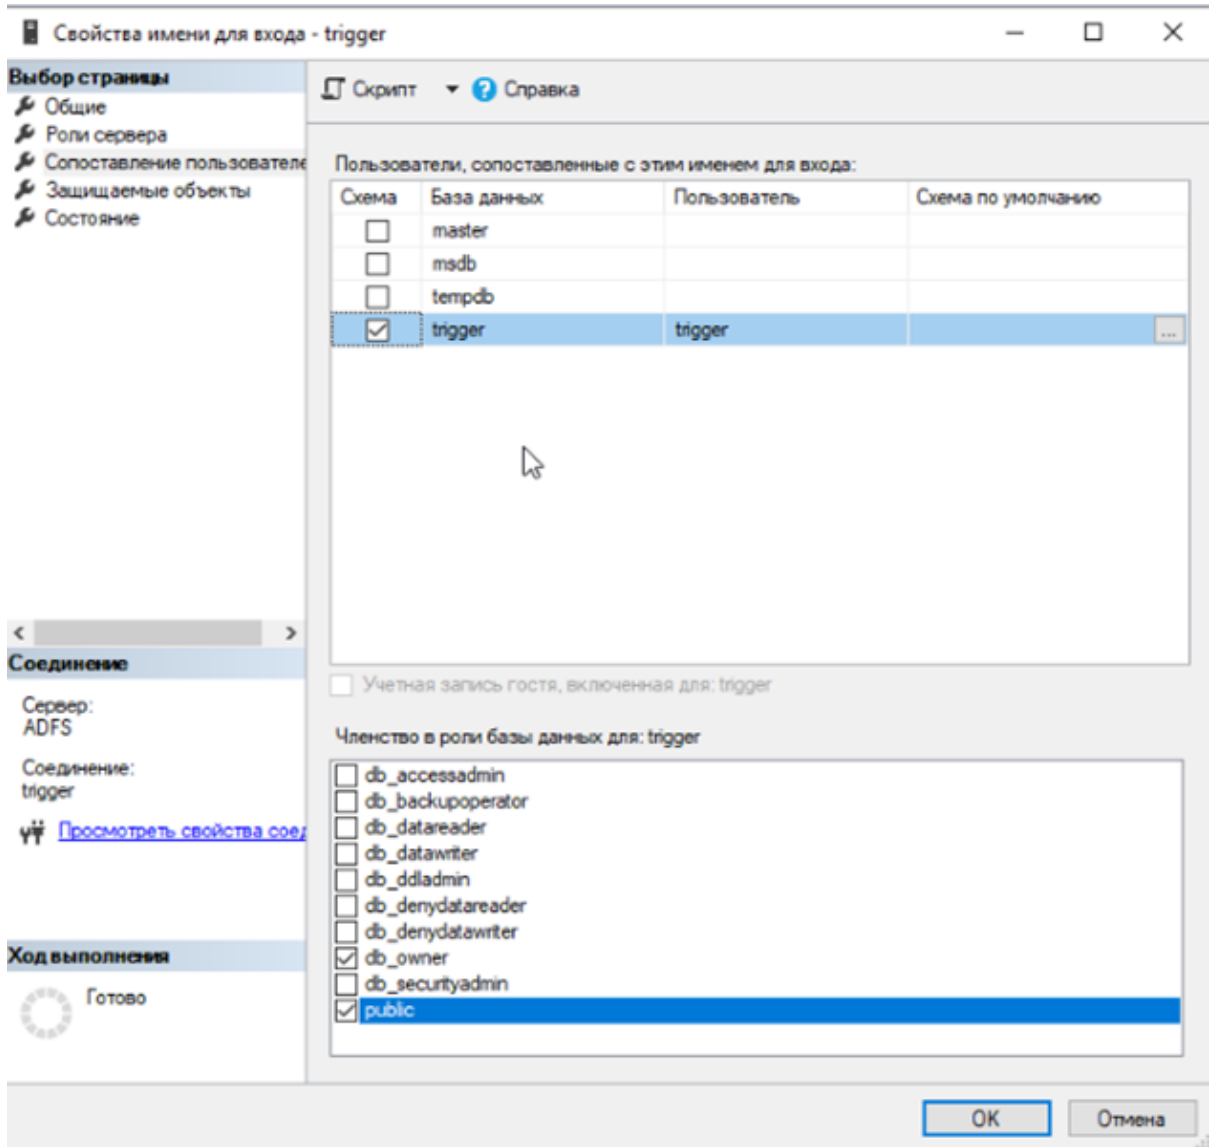 Свойства имени для входа - trigger
Выбор страницы
Общие
Роли сервера
Сопоставление пользователе
Защищаемые объекты
Состояние
Скрипт
Справка
Пользователи, сопоставленные с этим именем для входа:
Схема База данных Пользователь Схема по умолчанию
master
msdb
tempdb
trigger trigger ...
Учетная запись гостя, включенная для: trigger
Членство в роли базы данных для: trigger
db_accessadmin
db_backupoperator
db_datareader
db_datawriter
db_ddladmin
db_denydatareader
db_denydatawriter
db_owner
db_securityadmin
public
Соединение
Сервер:
ADFS
Соединение:
trigger
Просмотреть свойства соед
Ход выполнения
Готово
OK Отмена